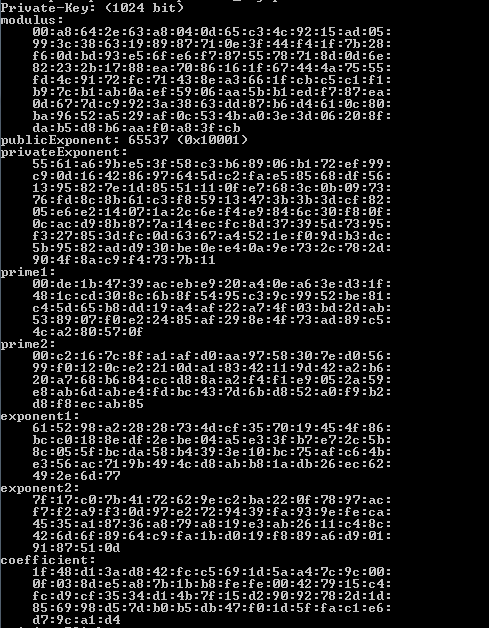 Private-Key: (1024 bit)
modulus:
00:a8:64:2e:63:a8:04:0d:65:c3:4c:92:15:ad:05:
99:3c:38:63:19:89:87:71:0e:3f:44:f4:1f:7b:28:
f6:0d:bd:93:e5:6f:e6:f7:87:55:78:71:8d:0d:6e:
82:23:2b:17:88:ea:70:86:16:1f:67:44:4a:75:55:
fd:4c:91:72:fc:71:43:8e:a3:66:1f:cb:c5:c1:f1:
b9:7c:b1:ab:0a:ef:59:06:aa:5b:b1:ed:f7:87:ea:
0d:67:7d:c9:92:3a:38:63:dd:87:b6:d4:61:0c:80:
ba:96:52:a5:29:af:0c:53:4b:a0:3e:3d:06:20:8f:
da:b5:d8:b6:aa:f0:a8:3f:cb
publicExponent: 65537 (0x10001)
privateExponent:
55:61:a6:9b:e5:3f:58:c3:b6:89:06:b1:72:ef:99:
c9:0d:16:42:86:97:64:5d:c2:fa:e5:85:68:df:56:
13:95:82:7e:1d:85:51:11:0f:e7:68:3c:0b:09:73:
76:fd:8c:8b:61:c3:f8:59:13:47:3b:3b:3d:cf:82:
05:e6:e2:14:07:1a:2c:6e:f4:e9:84:6c:30:f8:0f:
0c:ac:d9:8b:87:7a:14:ec:fc:8d:37:39:5d:73:95:
f3:27:85:3d:fc:0d:63:67:a4:52:1e:f0:9d:b3:dc:
5b:95:82:ad:d9:30:be:0e:e4:0a:9e:73:2c:78:2d:
90:4f:8a:c9:f4:73:7b:11
prime1:
00:de:1b:47:39:ac:eb:e9:20:a4:0e:a6:3e:d3:1f:
48:1c:cd:30:8c:6b:8f:54:95:c3:9c:99:52:be:81:
c4:5d:65:b8:dd:19:a4:af:22:a7:4f:03:bd:2d:ab:
53:89:07:f0:e2:24:85:af:29:8e:4f:73:ad:89:c5:
4c:a2:80:57:0f
prime2:
00:c2:16:7c:8f:a1:af:d0:aa:97:58:30:7e:d0:56:
99:f0:12:0c:e2:21:0d:a1:83:42:11:9d:42:a2:b6:
20:a7:68:b6:84:cc:d8:8a:a2:f4:f1:e9:05:2a:59:
e8:ab:6d:ab:e4:fd:bc:43:7d:6b:d8:52:a0:f9:b2:
d8:f8:ec:ab:85
exponent1:
61:52:98:a2:28:28:73:4d:cf:35:70:19:45:4f:86:
bc:c0:18:8e:df:2e:be:04:a5:e3:3f:b7:e7:2c:5b:
8c:05:5f:bc:da:58:b4:39:3e:10:bc:75:af:c6:4b:
e3:56:ac:71:9b:49:4c:d8:ab:b8:1a:db:26:ec:62:
49:2e:6d:77
exponent2:
7f:17:c0:7b:41:72:62:9e:c2:ba:22:0f:78:97:ac:
f7:f2:a9:f3:0d:97:e2:72:94:39:fa:93:9e:fe:ca:
45:35:a1:87:36:a8:79:a8:19:e3:ab:26:11:c4:8c:
42:6d:6f:89:64:c9:fa:1b:d0:19:f8:89:a6:d9:01:
91:87:51:0d
coefficient:
1f:48:d1:3a:d8:42:fc:c5:69:1d:5a:a4:7c:9c:00:
0f:03:8d:e5:a8:7b:1b:b8:fe:fe:00:42:79:15:c4:
fc:d9:cf:35:34:d1:4b:7f:15:d2:90:92:78:2d:1d:
85:69:98:d5:7d:b0:b5:db:47:f0:1d:5f:fa:c1:e6:
d7:9c:a1:d4